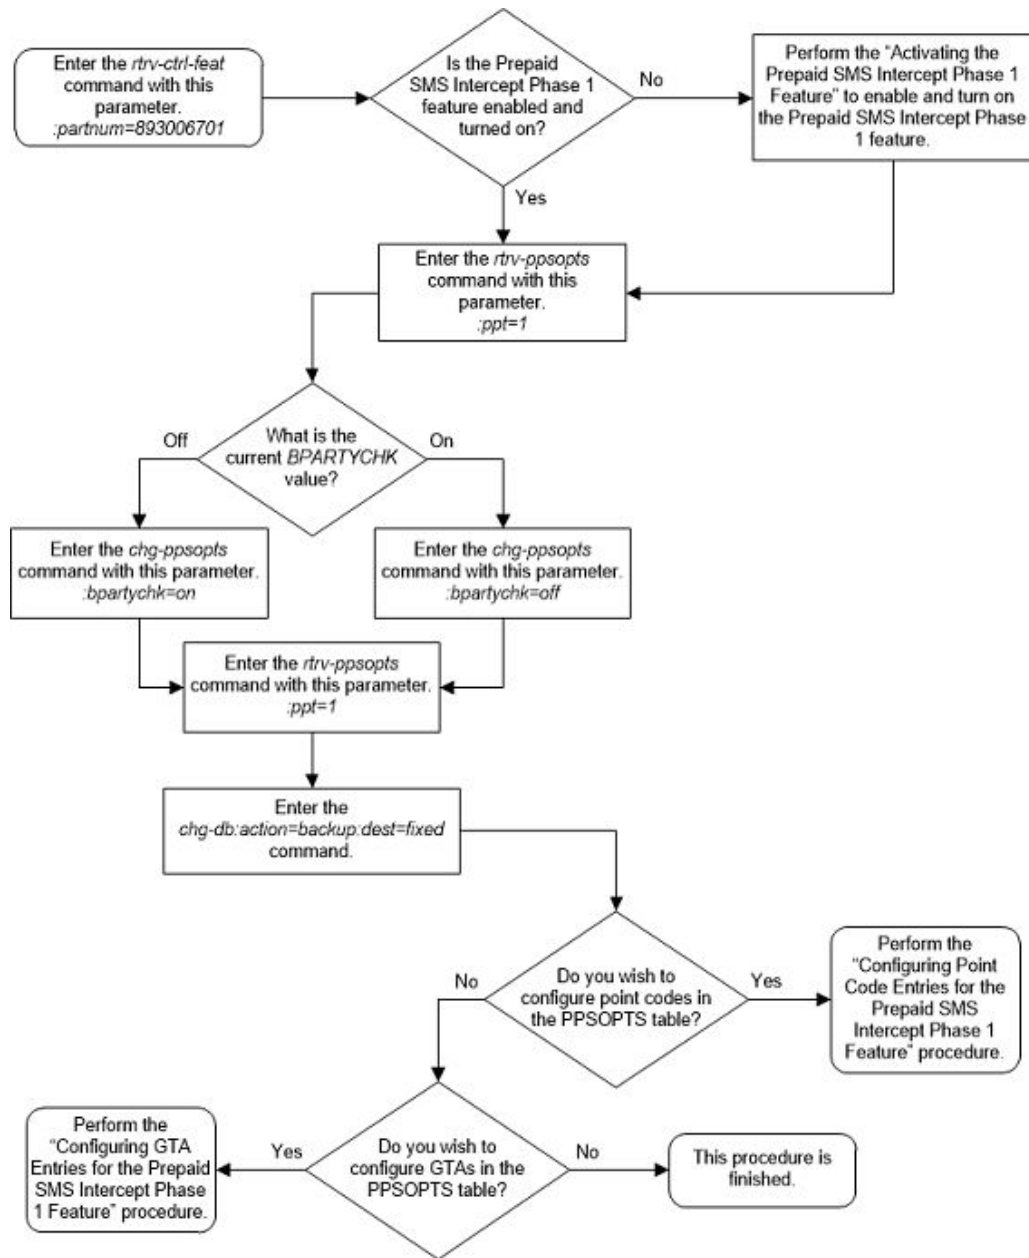 Enter the rtrv-ctrl-feat
command with this
parameter.
:partnum=893006701
Is the Prepaid
SMS Intercept Phase 1
feature enabled and
turned on?
No
Perform the “Activating the
Prepaid SMS Intercept Phase 1
Feature” to enable and turn on
the Prepaid SMS Intercept Phase
1 feature.
Yes
Enter the rtrv-ppsopts
command with this
parameter.
:ppt=1
What is the
current BPARTYCHK
value?
Off
On
Enter the chg-ppsopts
command with this parameter.
:bpartychk=on
Enter the chg-ppsopts
command with this parameter.
:bpartychk=off
Enter the rtrv-ppsopts
command with this parameter.
:ppt=1
Enter the
chg-db:action=backup:dest=fixed
command.
Do you wish to
configure point codes in
the PPSOPTS table?
No
Yes
Perform the
“Configuring Point
Code Entries for the
Prepaid SMS
Intercept Phase 1
Feature” procedure.
Do you wish to
configure GTAs in the
PPSOPTS table?
Yes
No
Perform the
“Configuring GTA
Entries for the Prepaid
SMS Intercept Phase
1 Feature” procedure.
This procedure is
finished.